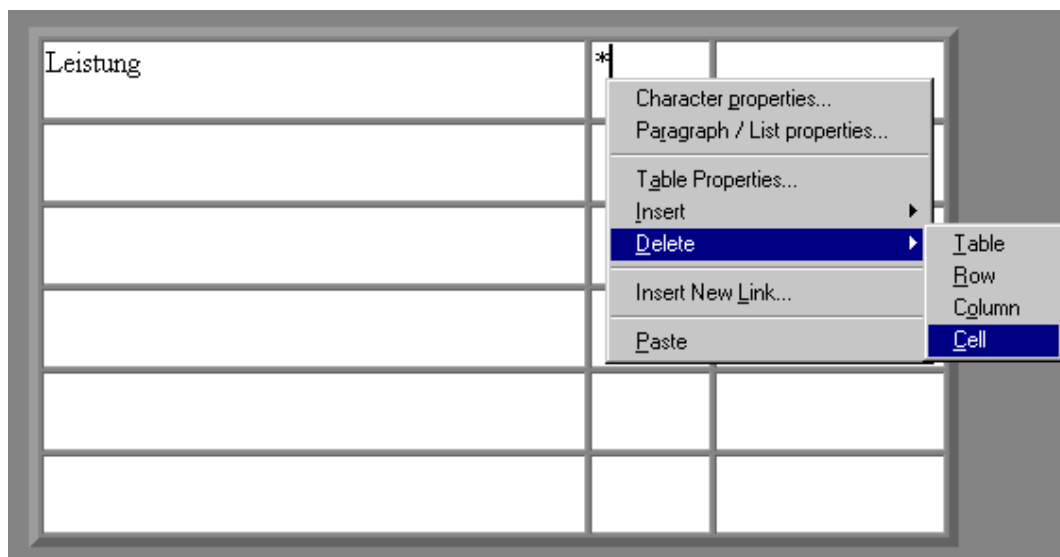 Leistung *
Character properties...
Paragraph / List properties...
Table Properties...
Insert
Delete
Insert New Link...
Paste
Table
Row
Column
Cell